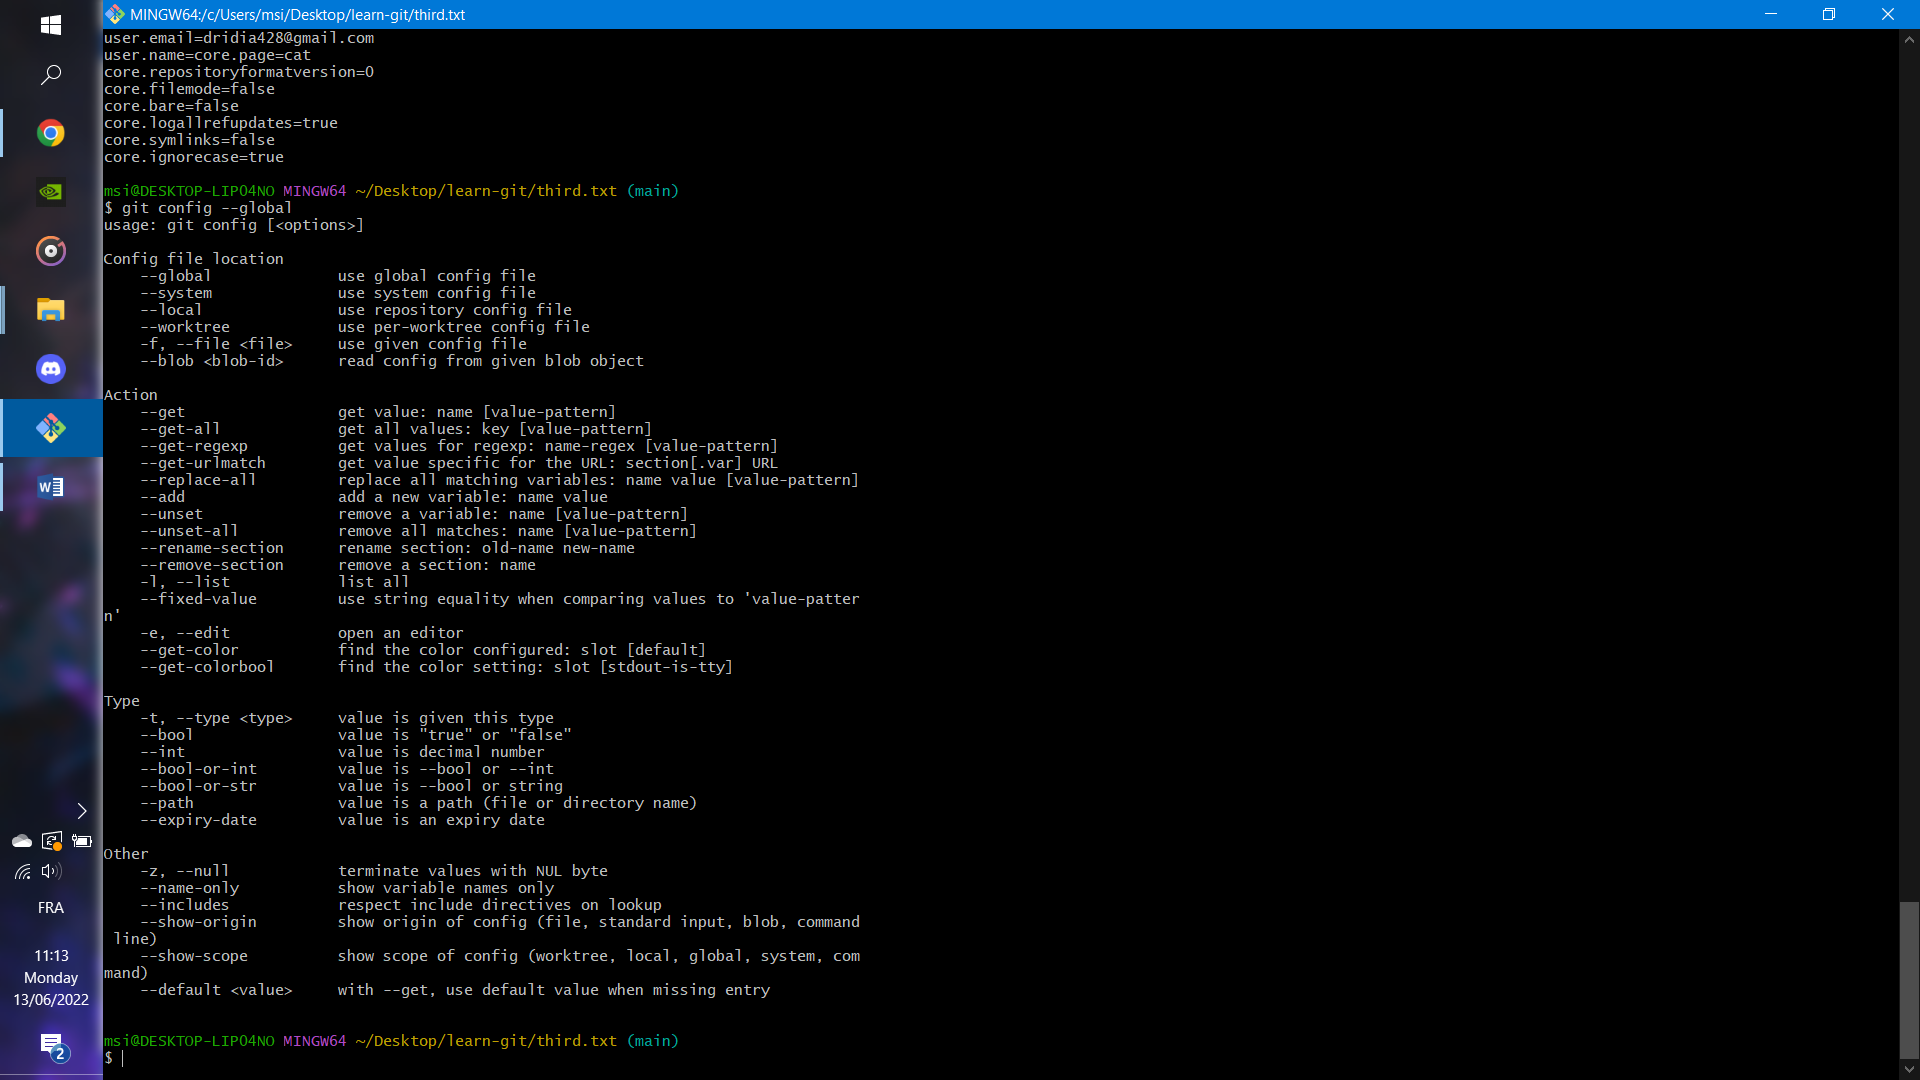 MINGW64:/c/Users/msi/Desktop/learn-git/third.txt
user.email=dridia428@gmail.com
user.name=core.page=cat
core.repositoryformatversion=0
core.filemode=false
core.bare=false
core.logallrefupdates=true
core.symlinks=false
core.ignorecase=true
msi@DESKTOP-LIPO4NO MINGW64 ~/Desktop/learn-git/third.txt (main)
$ git config --global
usage: git config [<options>]
Config file location
--global use global config file
--system use system config file
--local use repository config file
--worktree use per-worktree config file
-f, --file <file> use given config file
--blob <blob-id> read config from given blob object
Action
--get get value: name [value-pattern]
--get-all get all values: key [value-pattern]
--get-regexp get values for regexp: name-regex [value-pattern]
--get-urlmatch get value specific for the URL: section[.var] URL
--replace-all replace all matching variables: name value [value-pattern]
--add add a new variable: name value
--unset remove a variable: name [value-pattern]
--unset-all remove all matches: name [value-pattern]
--rename-section rename section: old-name new-name
--remove-section remove a section: name
-l, --list list all
--fixed-value use string equality when comparing values to 'value-patter
n'
-e, --edit open an editor
--get-color find the color configured: slot [default]
--get-colorbool find the color setting: slot [stdout-is-tty]
Type
-t, --type <type> value is given this type
--bool value is "true" or "false"
--int value is decimal number
--bool-or-int value is --bool or --int
--bool-or-str value is --bool or string
--path value is a path (file or directory name)
--expiry-date value is an expiry date
Other
-z, --null terminate values with NUL byte
--name-only show variable names only
--includes respect include directives on lookup
--show-origin show origin of config (file, standard input, blob, command
line)
--show-scope show scope of config (worktree, local, global, system, com
mand)
--default <value> with --get, use default value when missing entry
msi@DESKTOP-LIPO4NO MINGW64 ~/Desktop/learn-git/third.txt (main)
$
W
FRA
11:13
Monday
13/06/2022
2